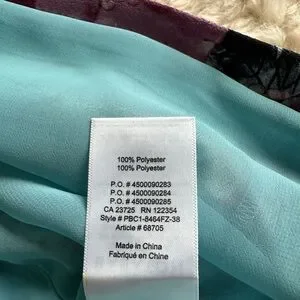 100% Polyester
100% Polyester
P.O. # 4500090283
P.O. # 4500090284
P.O. # 4500090285
CA 23725 RN 122354
Style # PBC1-8464FZ-38
Article # 68705
Made in China
Fabriqué en Chine